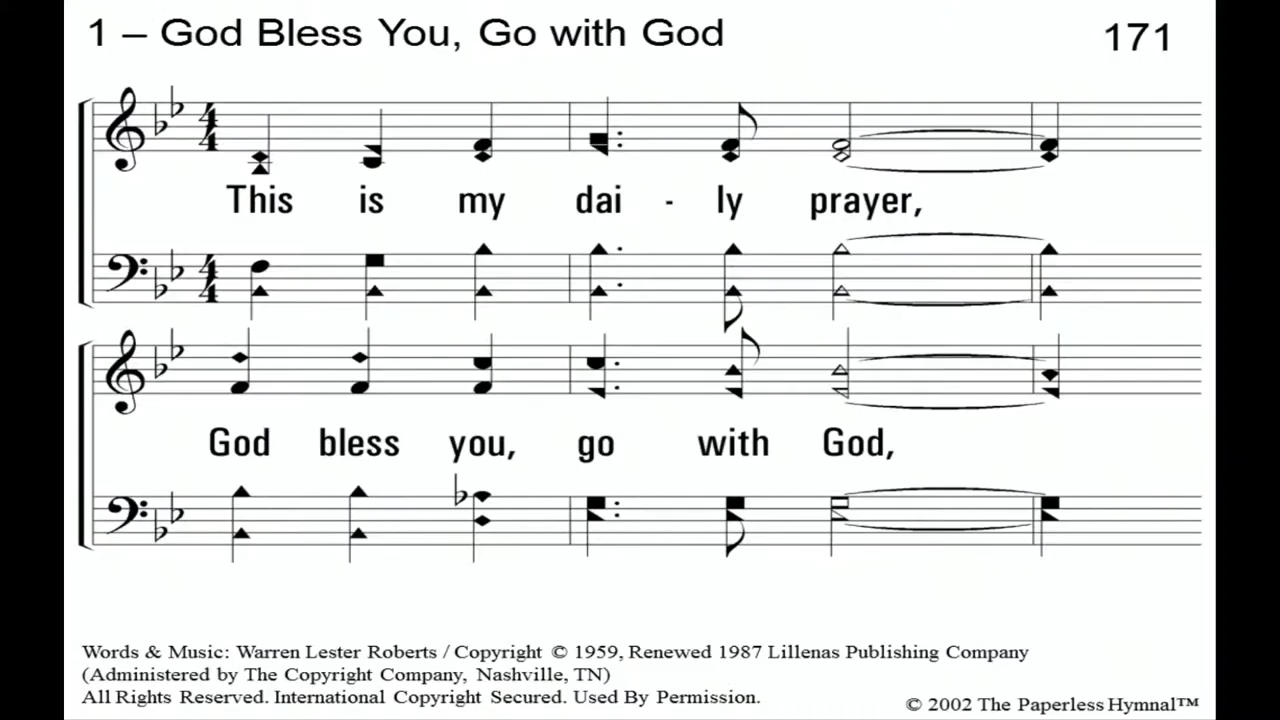 1 – God Bless You, Go with God
171
This is my dai - ly prayer,
God bless you, go with God,
Words & Music: Warren Lester Roberts / Copyright © 1959, Renewed 1987 Lillenas Publishing Company
(Administered by The Copyright Company, Nashville, TN)
All Rights Reserved. International Copyright Secured. Used By Permission.
© 2002 The Paperless Hymnal™